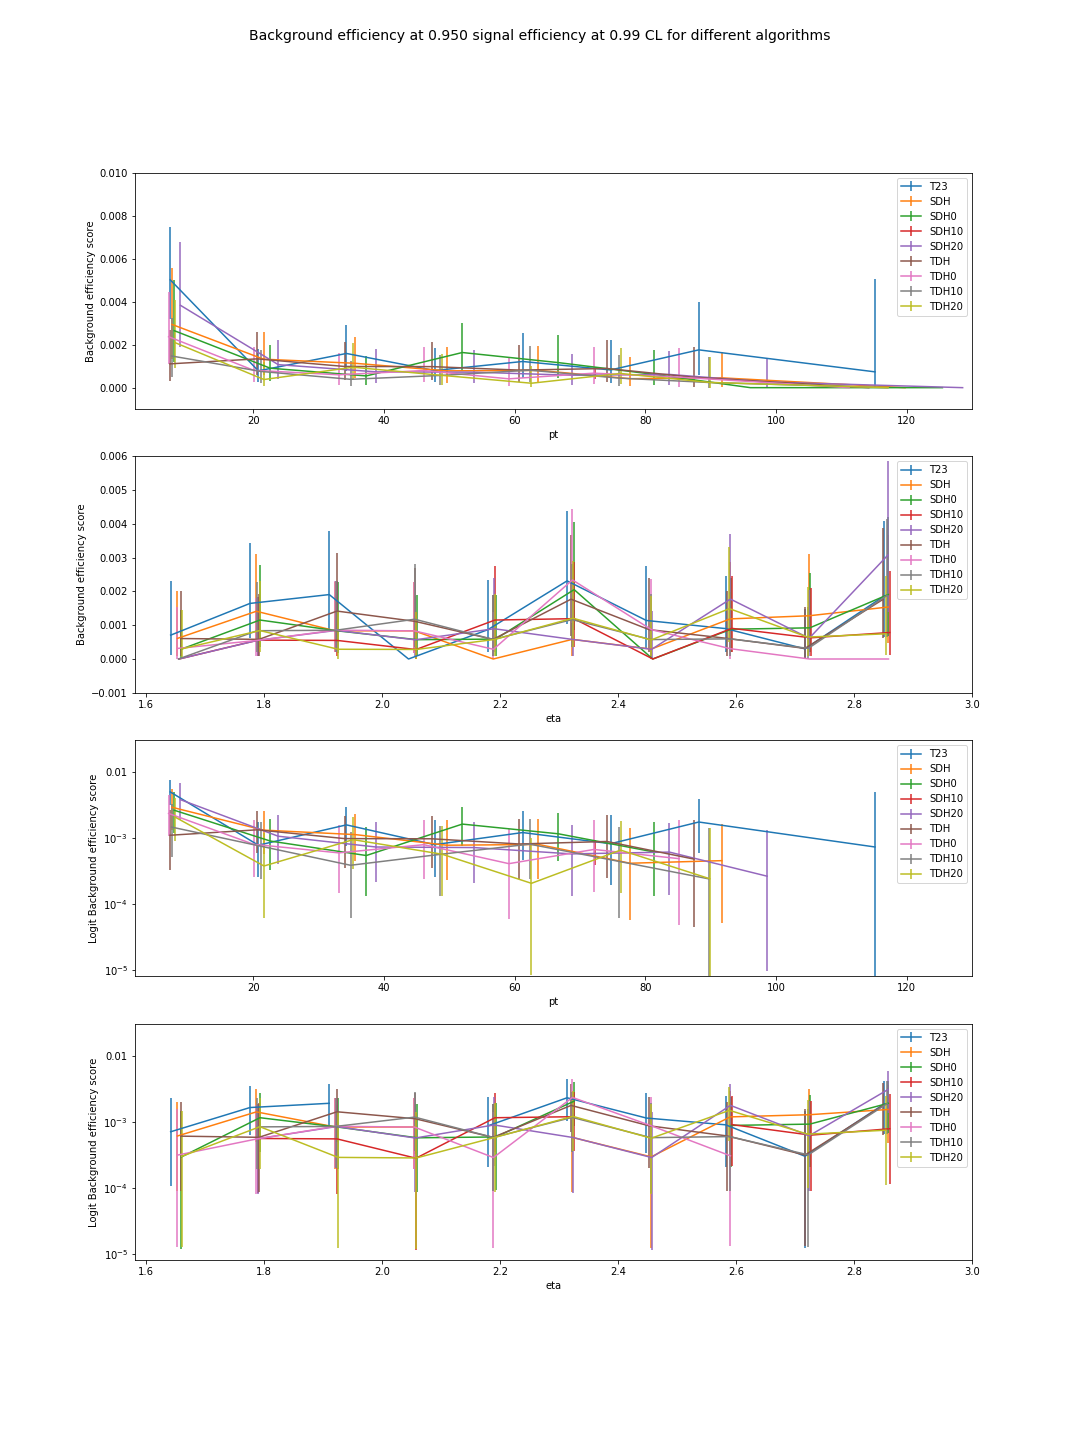 Background efficiency at 0.950 signal efficiency at 0.99 CL for different algorithms
0.010
0.008
0.006
0.004
0.002
0.000
Background efficiency score
20
40
60
80
100
120
pt
T23
SDH
SDH0
SDH10
SDH20
TDH
TDH0
TDH10
TDH20
0.006
0.005
0.004
0.003
0.002
0.001
0.000
−0.001
Background efficiency score
1.6
1.8
2.0
2.2
2.4
2.6
2.8
3.0
eta
T23
SDH
SDH0
SDH10
SDH20
TDH
TDH0
TDH10
TDH20
0.01
10⁻³
10⁻⁴
10⁻⁵
Logit Background efficiency score
20
40
60
80
100
120
pt
T23
SDH
SDH0
SDH10
SDH20
TDH
TDH0
TDH10
TDH20
0.01
10⁻³
10⁻⁴
10⁻⁵
Logit Background efficiency score
1.6
1.8
2.0
2.2
2.4
2.6
2.8
3.0
eta
T23
SDH
SDH0
SDH10
SDH20
TDH
TDH0
TDH10
TDH20